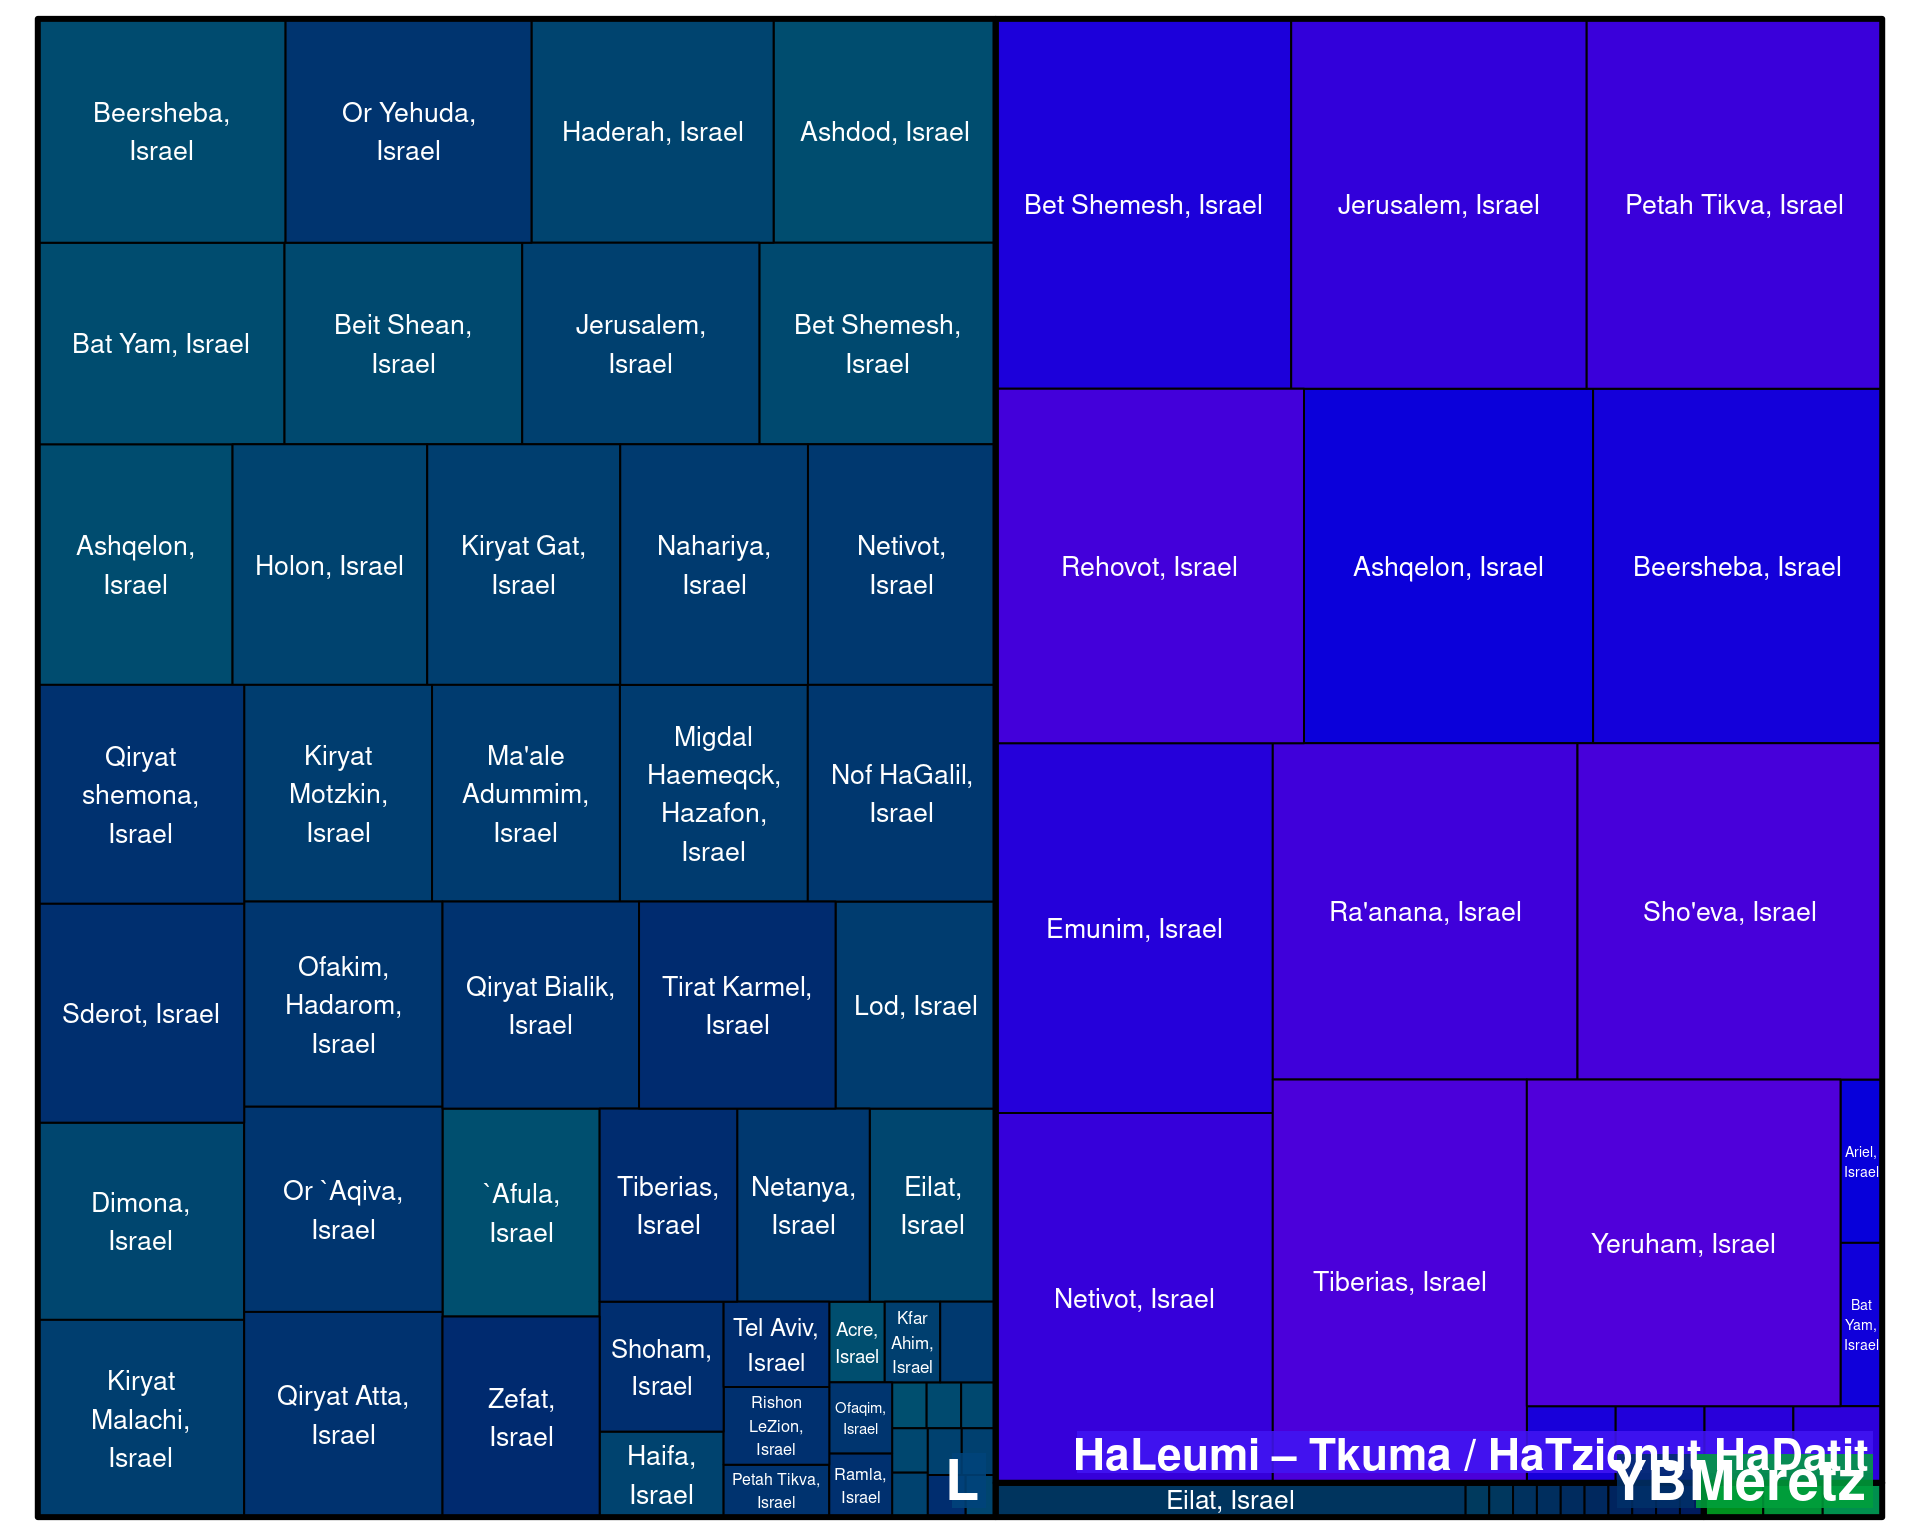 Beersheba,
Israel
Or Yehuda,
Israel
Haderah, Israel
Ashdod, Israel
Bat Yam, Israel
Beit Shean,
Israel
Jerusalem,
Israel
Bet Shemesh,
Israel
Ashqelon,
Israel
Holon, Israel
Kiryat Gat,
Israel
Nahariya,
Israel
Netivot,
Israel
Qiryat
shemona,
Israel
Kiryat
Motzkin,
Israel
Ma'ale
Adummim,
Israel
Migdal
Haemeqck,
Hazafon,
Israel
Nof HaGalil,
Israel
Sderot, Israel
Ofakim,
Hadarom,
Israel
Qiryat Bialik,
Israel
Tirat Karmel,
Israel
Lod, Israel
Dimona,
Israel
Or `Aqiva,
Israel
`Afula,
Israel
Tiberias,
Israel
Netanya,
Israel
Eilat,
Israel
Kiryat
Malachi,
Israel
Qiryat Atta,
Israel
Zefat,
Israel
Shoham,
Israel
Haifa,
Israel
Tel Aviv,
Israel
Rishon
LeZion,
Israel
Petah Tikva,
Israel
Acre,
Israel
Kfar
Ahim,
Israel
Ofaqim,
Israel
Ramla,
Israel
L
Bet Shemesh, Israel
Jerusalem, Israel
Petah Tikva, Israel
Rehovot, Israel
Ashqelon, Israel
Beersheba, Israel
Emunim, Israel
Ra'anana, Israel
Sho'eva, Israel
Netivot, Israel
Tiberias, Israel
Yeruham, Israel
Ariel,
Israel
Bat
Yam,
Israel
HaLeumi – Tkuma / HaTzionut HaDatit
Eilat, Israel
YB
Meretz